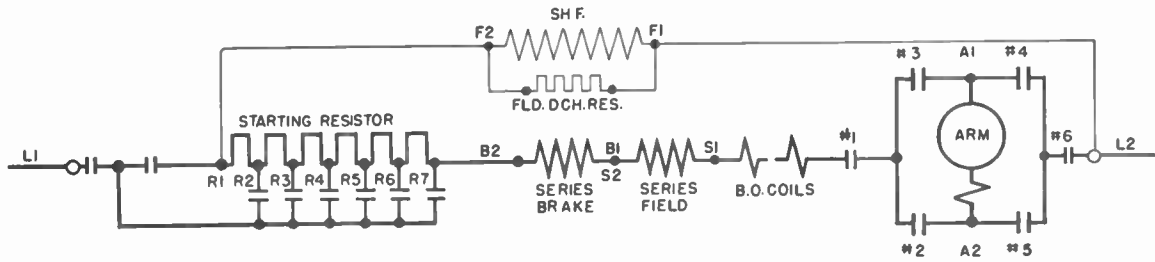 SH F.
F2 F1
#3 A1 #4
FLD. DCH. RES.
STARTING RESISTOR
ARM
L1 B2 B1 S1 #1 #6 L2
R1 R2 R3 R4 R5 R6 R7 S2
SERIES BRAKE
SERIES FIELD
B.O. COILS
#2 A2 #5